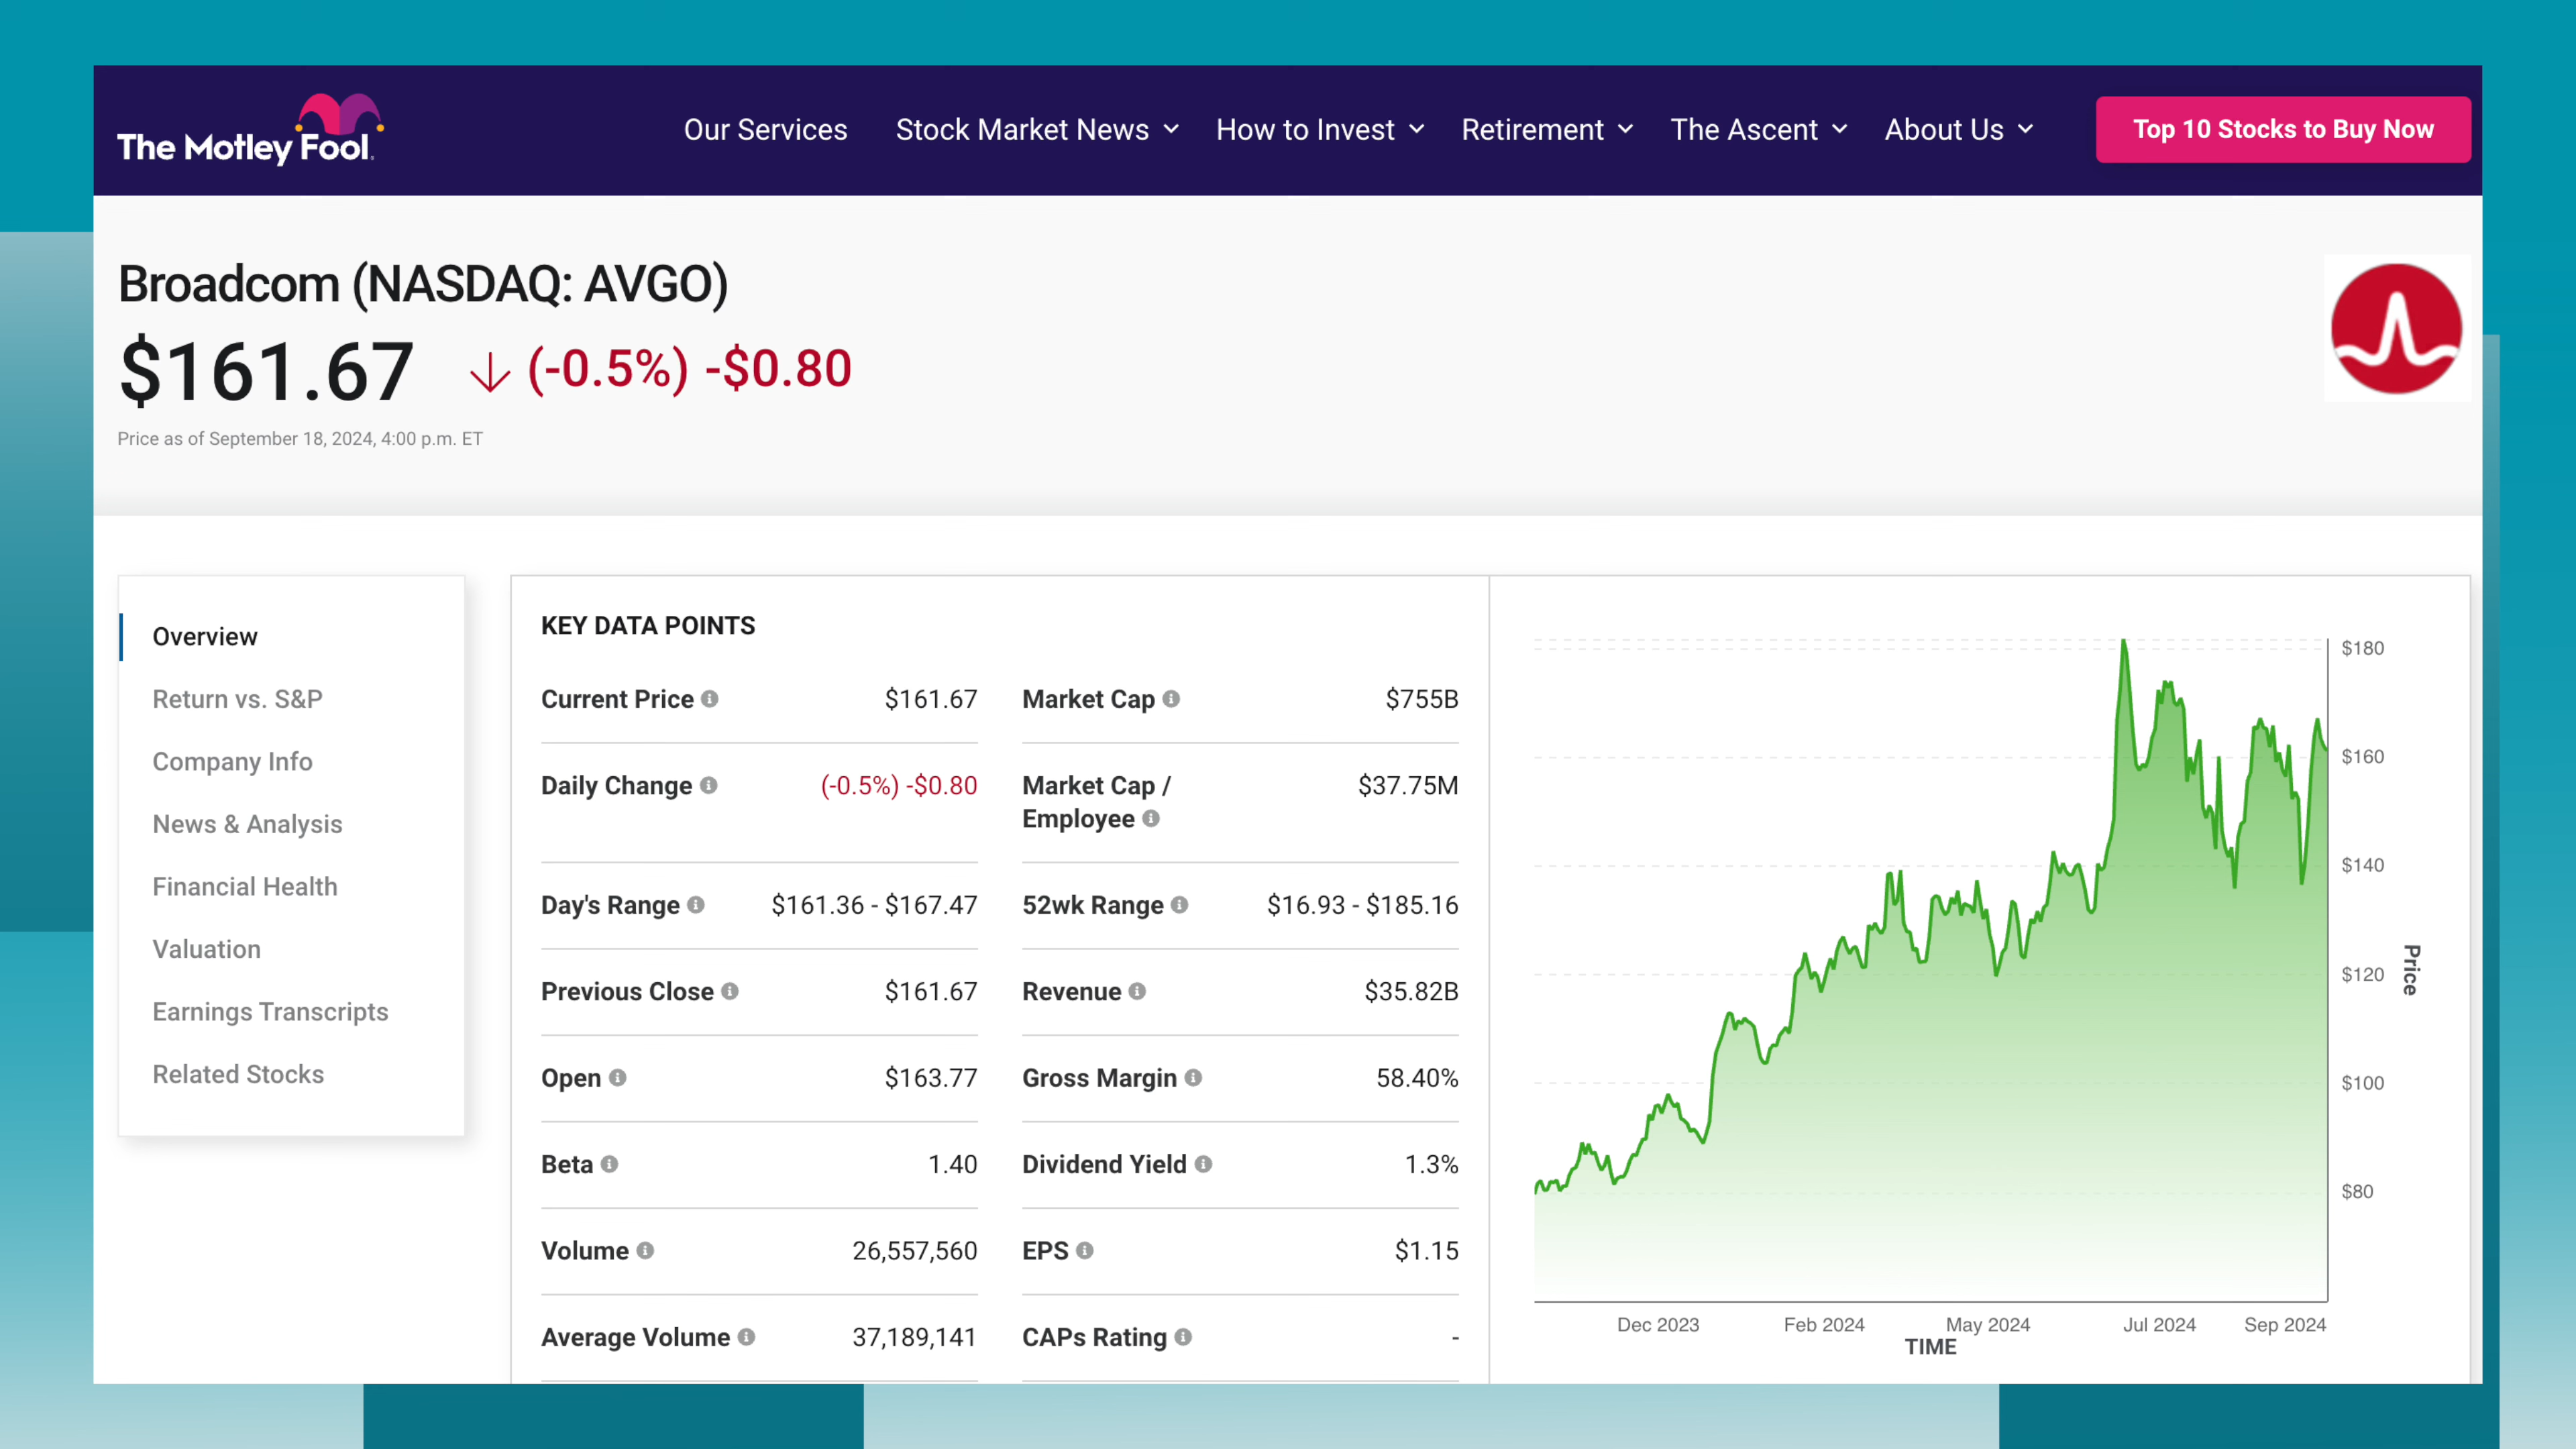 The Motley Fool.
Our Services
Stock Market News
How to Invest
Retirement
The Ascent
About Us
Top 10 Stocks to Buy Now
Broadcom (NASDAQ: AVGO)
$161.67 (-0.5%) -$0.80
Price as of September 18, 2024, 4:00 p.m. ET
Overview
Return vs. S&P
Company Info
News & Analysis
Financial Health
Valuation
Earnings Transcripts
Related Stocks
KEY DATA POINTS
Current Price $161.67
Daily Change (-0.5%) -$0.80
Day's Range $161.36 - $167.47
Previous Close $161.67
Open $163.77
Beta 1.40
Volume 26,557,560
Average Volume 37,189,141
Market Cap $755B
Market Cap / $37.75M
Employee
52wk Range $16.93 - $185.16
Revenue $35.82B
Gross Margin 58.40%
Dividend Yield 1.3%
EPS $1.15
CAPs Rating -
$180
$160
$140
$120
$100
$80
Price
Dec 2023 Feb 2024 May 2024 Jul 2024 Sep 2024
TIME